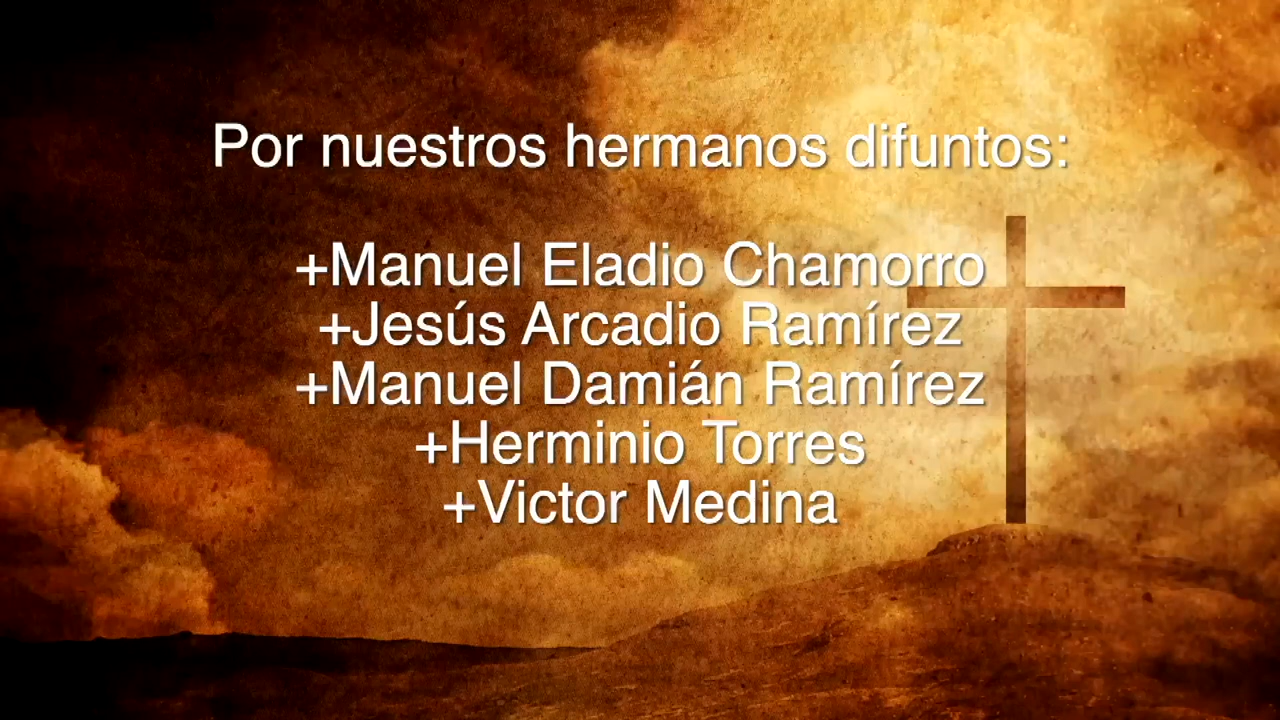 Por nuestros hermanos difuntos:
+Manuel Eladio Chamorro
+Jesús Arcadio Ramírez
+Manuel Damián Ramírez
+Herminio Torres
+Victor Medina